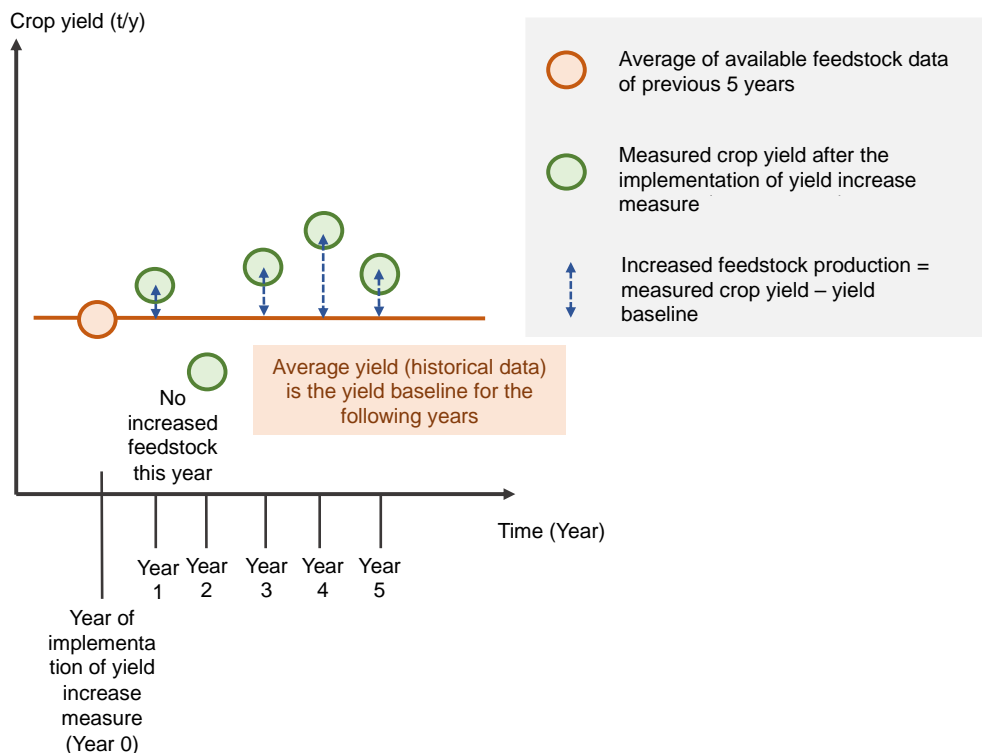 Crop yield (t/y)
Average of available feedstock data
of previous 5 years
Measured crop yield after the
implementation of yield increase
measure
Increased feedstock production =
measured crop yield – yield
baseline
Average yield (historical data)
is the yield baseline for the
following years
No
increased
feedstock
this year
Time (Year)
Year
1
Year
2
Year
3
Year
4
Year
5
Year of
implementa
tion of yield
increase
measure
(Year 0)